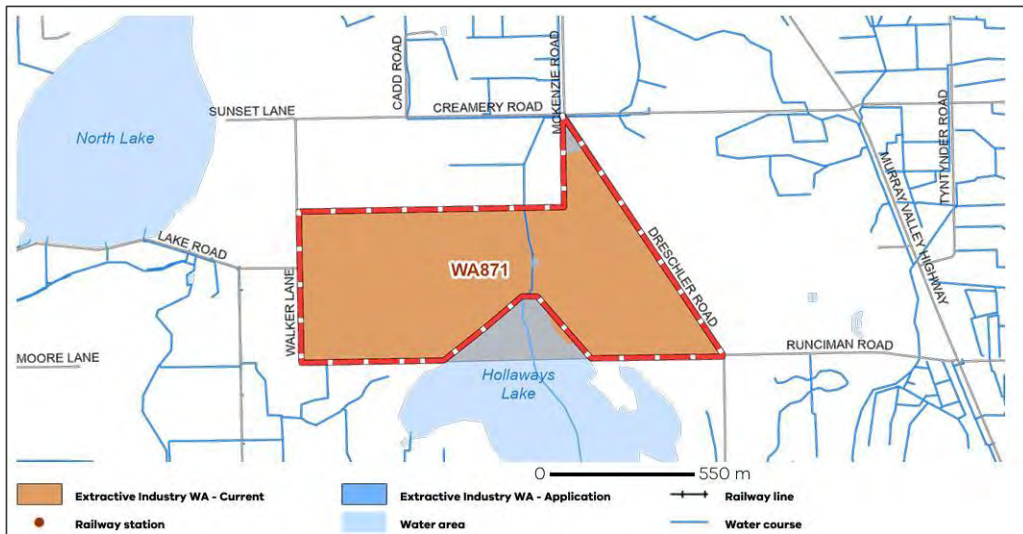 CADD ROAD
MCKENZIE ROAD
SUNSET LANE
CREAMERY ROAD
North Lake
TYNTYNDER ROAD
MURRAY VALLEY HIGHWAY
LAKE ROAD
DRESCHLER ROAD
WA871
WALKER LANE
MOORE LANE
RUNCIMAN ROAD
Hollaways
Lake
0 550 m
Extractive Industry WA - Current
Extractive Industry WA - Application
Railway line
Railway station
Water area
Water course